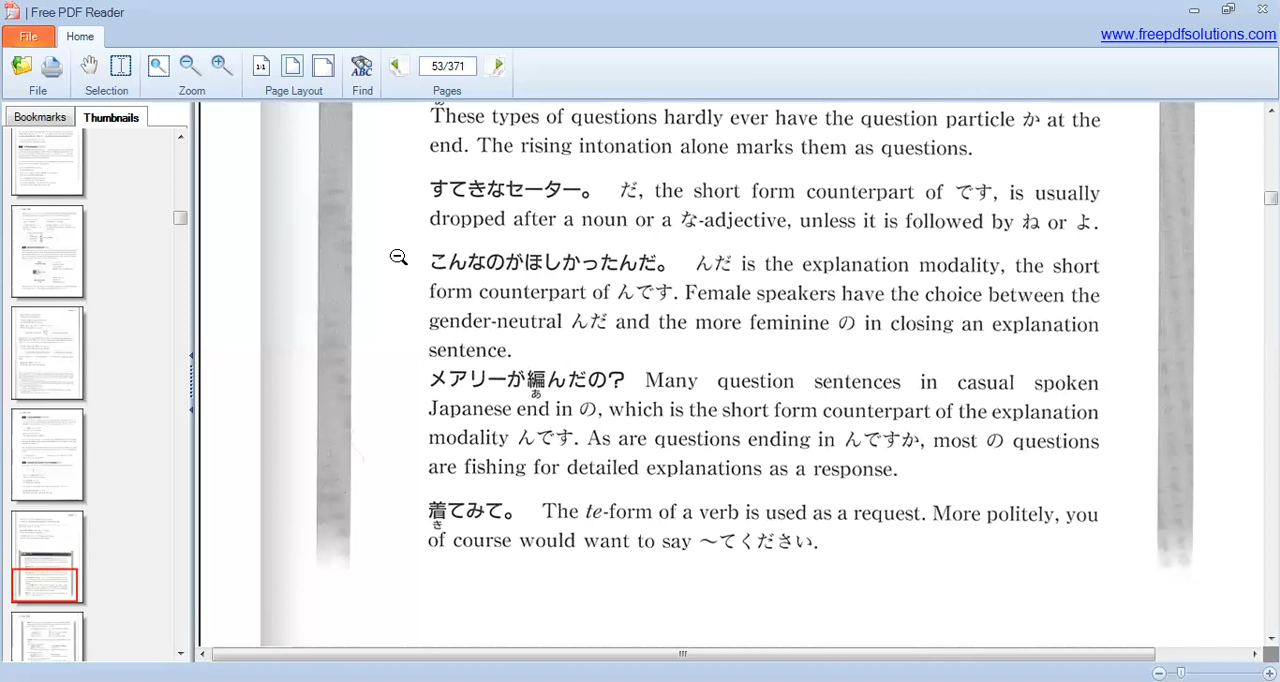 | Free PDF Reader
File
Home
www.freepdfsolutions.com
53/371
File
Selection
Zoom
Page Layout
Find
Pages
Bookmarks
Thumbnails
These types of questions hardly ever have the question particle か at the
end. The rising intonation alone marks them as questions.
すてきなセーター。 だ, the short form counterpart of です, is usually
dropped after a noun or a な-adjective, unless it is followed by ね or よ.
こんなのがほしかったんだ。 んだ is the explanation modality, the short
form counterpart of んです. Female speakers have the choice between the
gender-neutral んだ and the more feminine の in closing an explanation
sentence.
メアリーが編んだの? Many question sentences in casual spoken
あ
Japanese end in の, which is the short form counterpart of the explanation
modality んです. As are questions ending in んですか, most の questions
are fishing for detailed explanations as a response.
着てみて。 The te-form of a verb is used as a request. More politely, you
き
of course would want to say 〜てください.